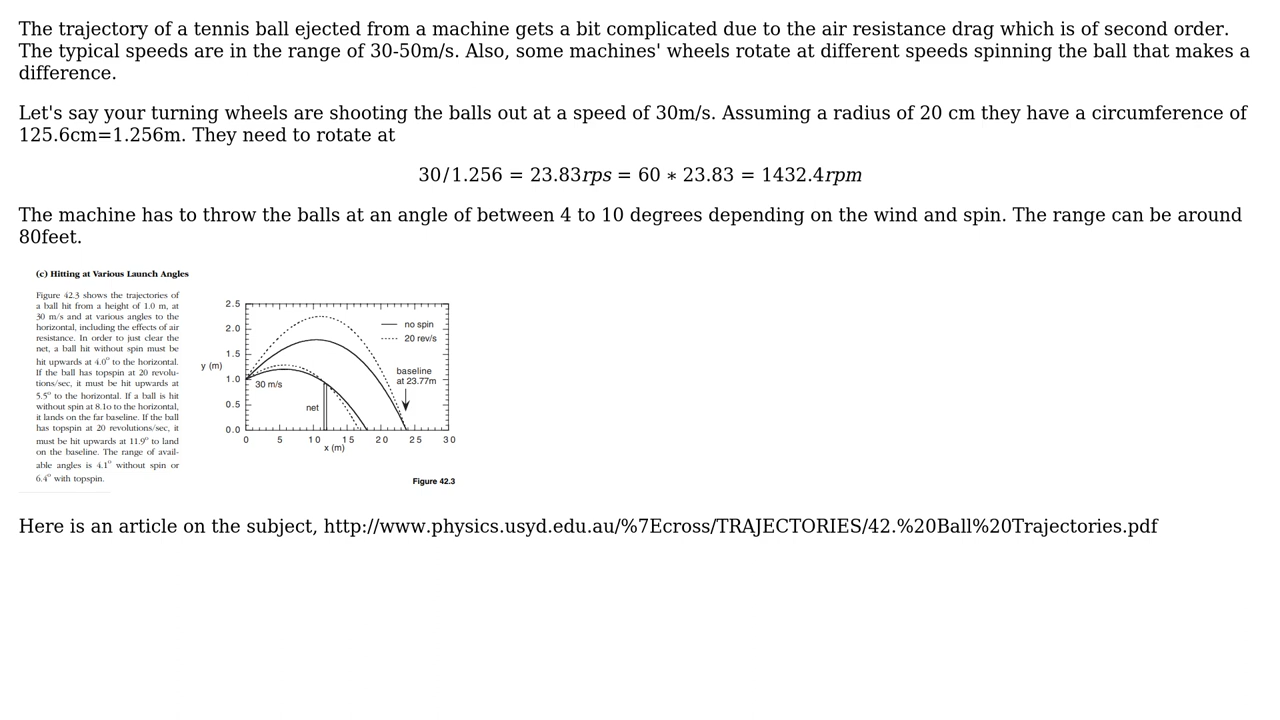 The trajectory of a tennis ball ejected from a machine gets a bit complicated due to the air resistance drag which is of second order.
The typical speeds are in the range of 30-50m/s. Also, some machines' wheels rotate at different speeds spinning the ball that makes a
difference.
Let's say your turning wheels are shooting the balls out at a speed of 30m/s. Assuming a radius of 20 cm they have a circumference of
125.6cm=1.256m. They need to rotate at
30/1.256 = 23.83rps = 60 ∗ 23.83 = 1432.4rpm
The machine has to throw the balls at an angle of between 4 to 10 degrees depending on the wind and spin. The range can be around
80feet.
(c) Hitting at Various Launch Angles
Figure 42.3 shows the trajectories of
a ball hit from a height of 1.0 m, at
30 m/s and at various angles to the
horizontal, including the effects of air
resistance. In order to just clear the
net, a ball hit without spin must be
hit upwards at 4.0° to the horizontal.
If the ball has topspin at 20 revolu-
tions/sec, it must be hit upwards at
5.5° to the horizontal. If a ball is hit
without spin at 8.1o to the horizontal,
it lands on the far baseline. If the ball
has topspin at 20 revolutions/sec, it
must be hit upwards at 11.9° to land
on the baseline. The range of avail-
able angles is 4.1° without spin or
6.4° with topspin.
2.5
2.0
1.5
1.0
0.5
0.0
y (m)
no spin
20 rev/s
baseline
at 23.77m
30 m/s
net
0 5 10 15 20 25 30
x (m)
Figure 42.3
Here is an article on the subject, http://www.physics.usyd.edu.au/%7Ecross/TRAJECTORIES/42.%20Ball%20Trajectories.pdf